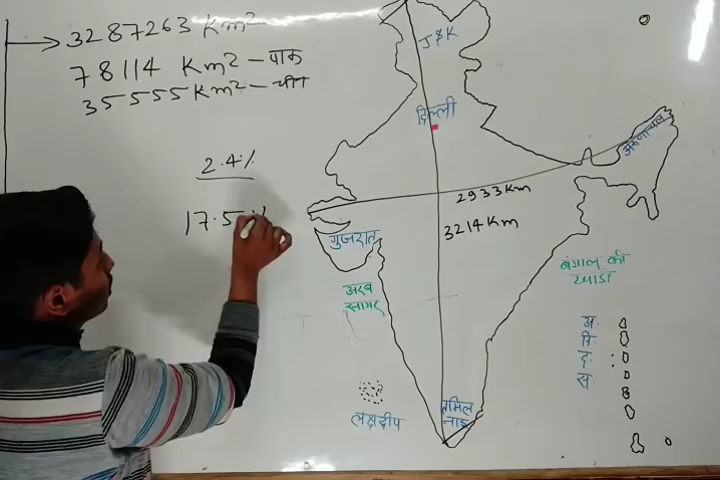 3287263 Km2
78114 Km2 – पाक
35555 Km2 – चीन
2.4%
17.5%
J&K
दिल्ली
अरुणाचल
2933 Km
3214 Km
गुजरात
अरब
सागर
बंगाल की
खाडी
अ.
नि.
द्व :
स.
लक्षद्वीप
तमिल
नाडु